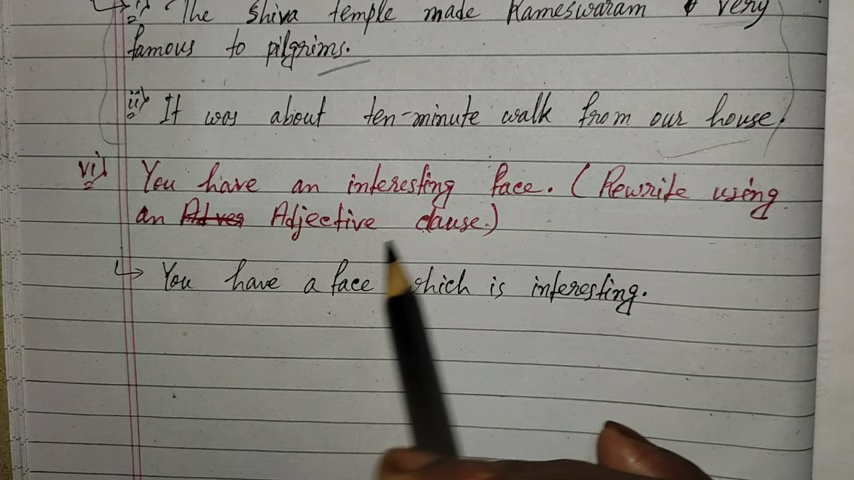 i) The Shiva temple made Rameswaram very
famous to pilgrims.
ii) It was about ten-minute walk from our house.
vi) You have an interesting face. (Rewrite using
an Adjective clause.)
↳ You have a face which is interesting.